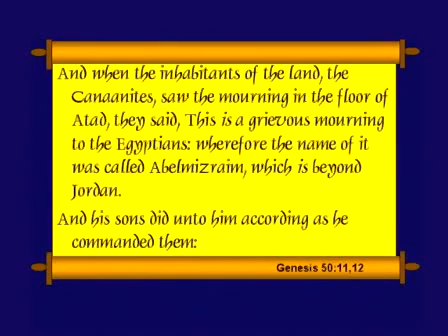 And when the inhabitants of the land, the
Canaanites, saw the mourning in the floor of
Atad, they said, This is a grievous mourning
to the Egyptians: wherefore the name of it
was called Abelmizraim, which is beyond
Jordan.
And his sons did unto him according as he
commanded them:
Genesis 50:11,12